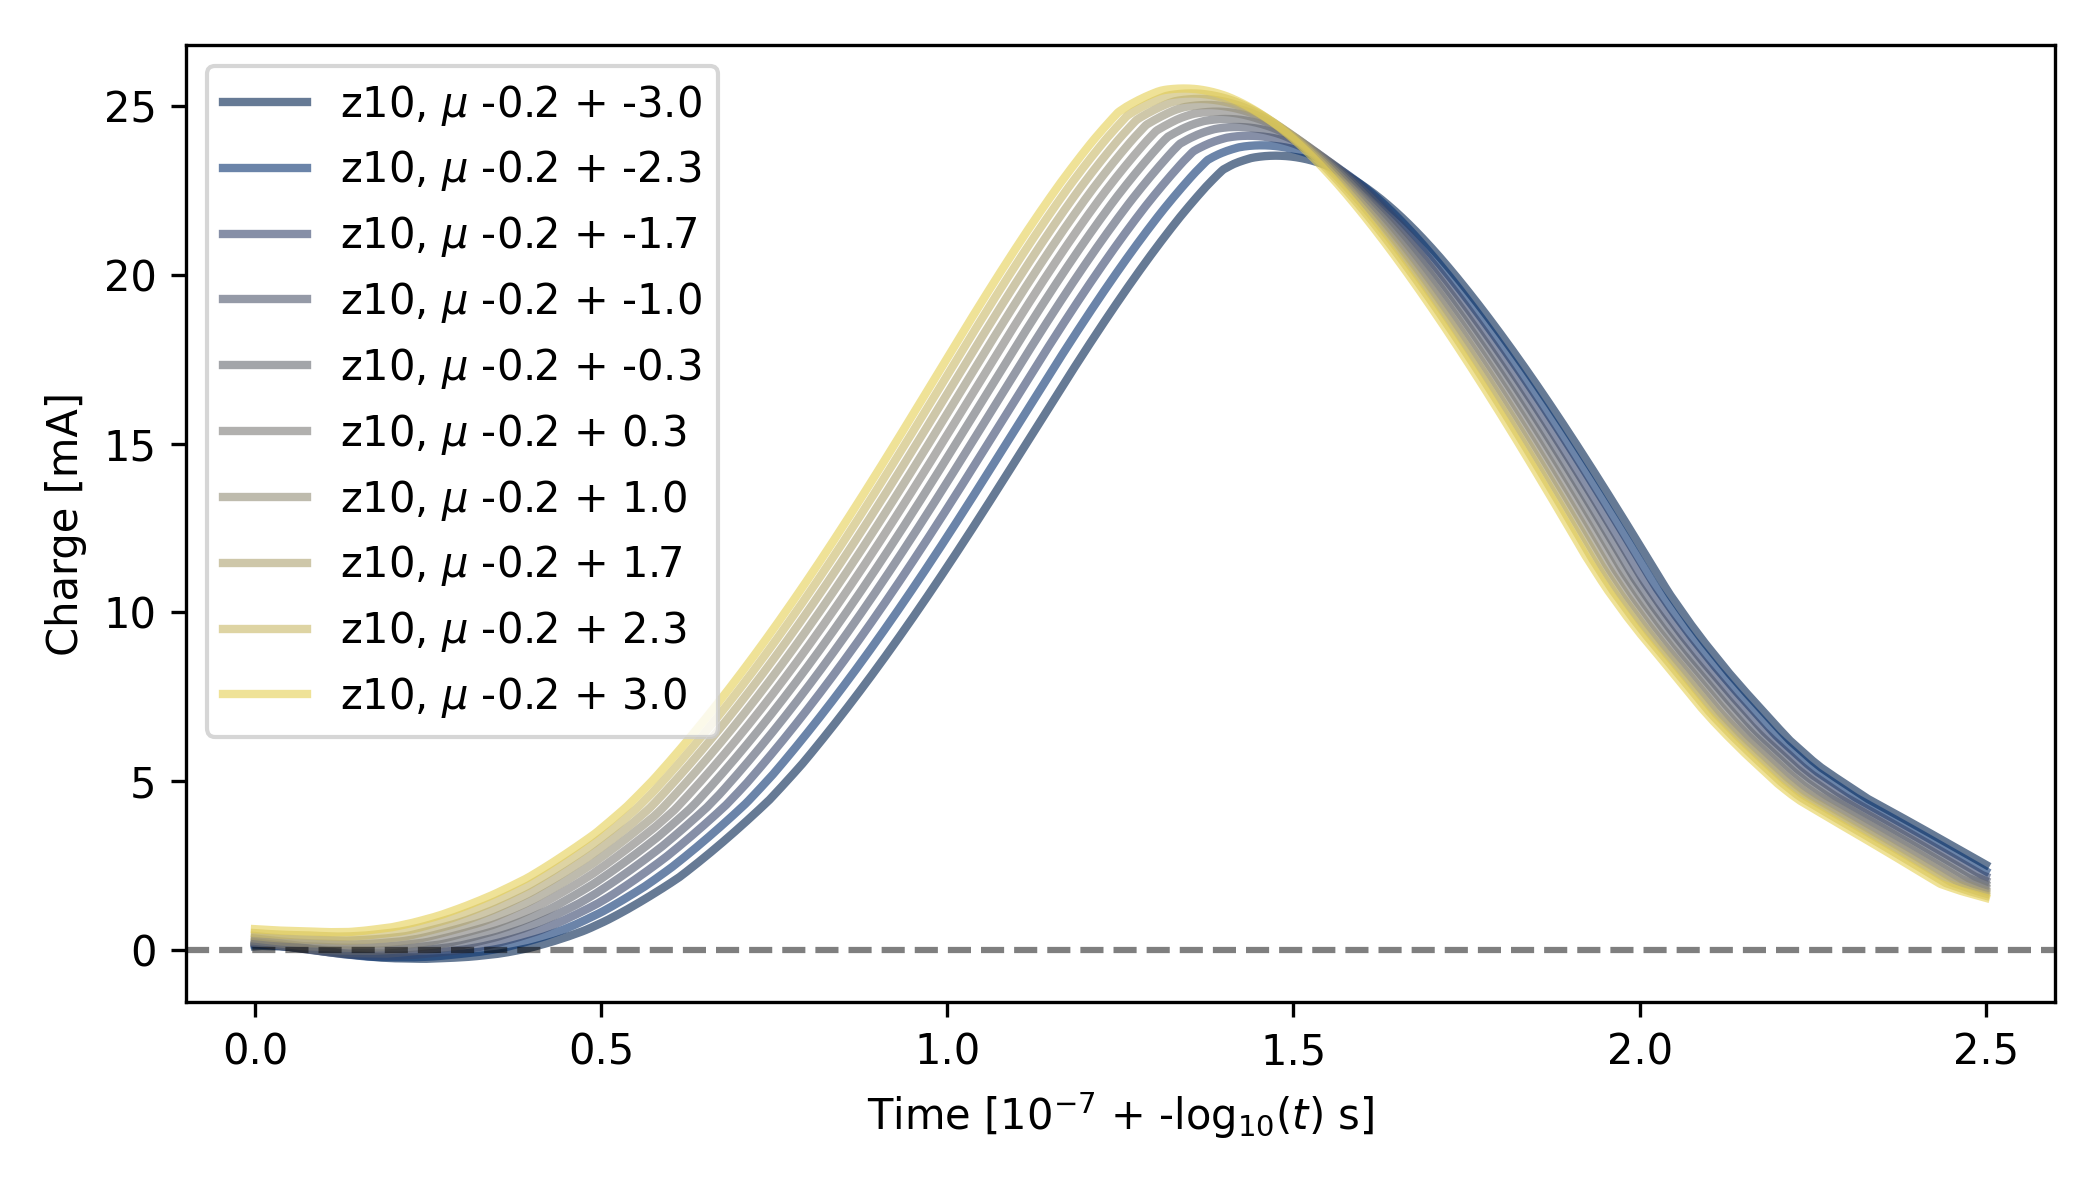 25
20
15
10
5
0
Charge [mA]
z10, μ -0.2 + -3.0
z10, μ -0.2 + -2.3
z10, μ -0.2 + -1.7
z10, μ -0.2 + -1.0
z10, μ -0.2 + -0.3
z10, μ -0.2 + 0.3
z10, μ -0.2 + 1.0
z10, μ -0.2 + 1.7
z10, μ -0.2 + 2.3
z10, μ -0.2 + 3.0
0.0 0.5 1.0 1.5 2.0 2.5
Time [10⁻⁷ + -log₁₀(t) s]